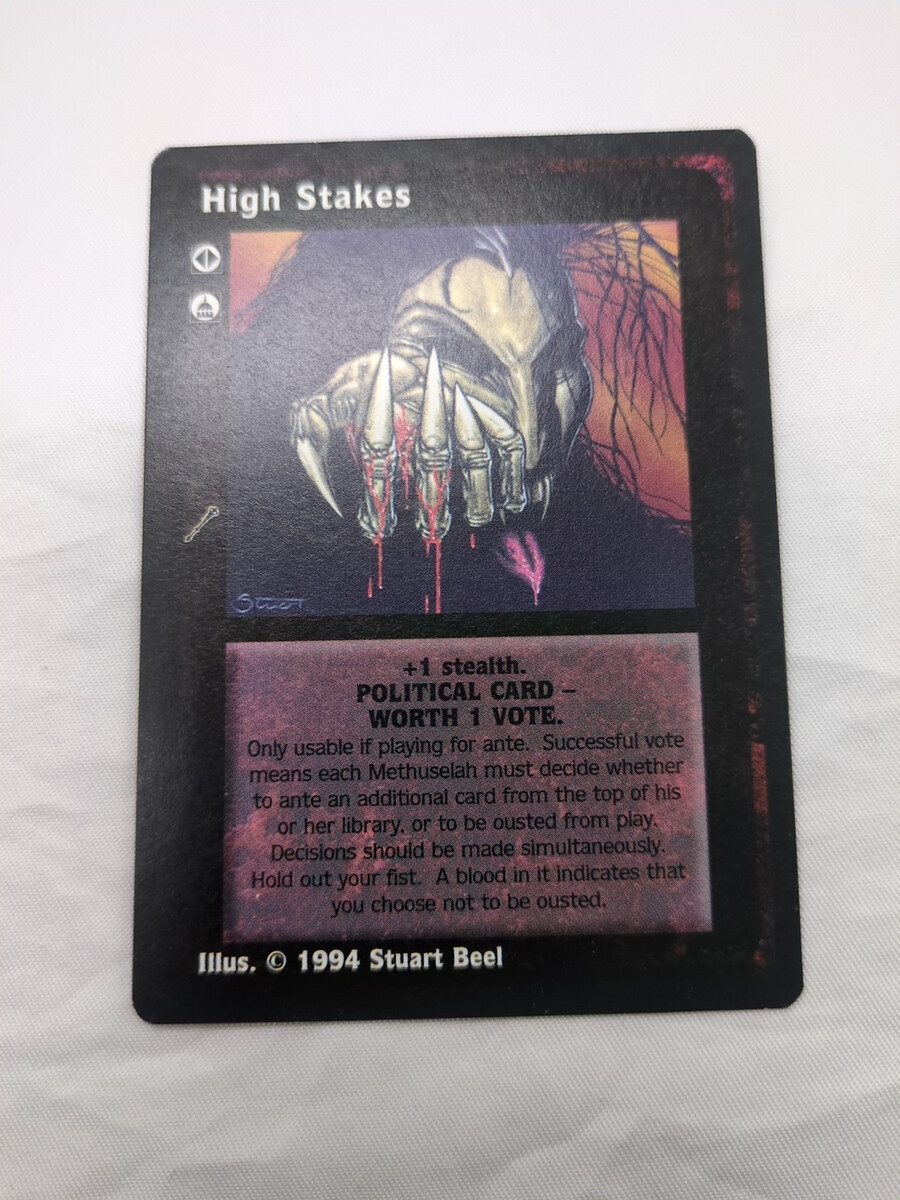 High Stakes
Stuart
+1 stealth.
POLITICAL CARD –
WORTH 1 VOTE.
Only usable if playing for ante. Successful vote
means each Methuselah must decide whether
to ante an additional card from the top of his
or her library, or to be ousted from play.
Decisions should be made simultaneously.
Hold out your fist. A blood in it indicates that
you choose not to be ousted.
Illus. © 1994 Stuart Beel